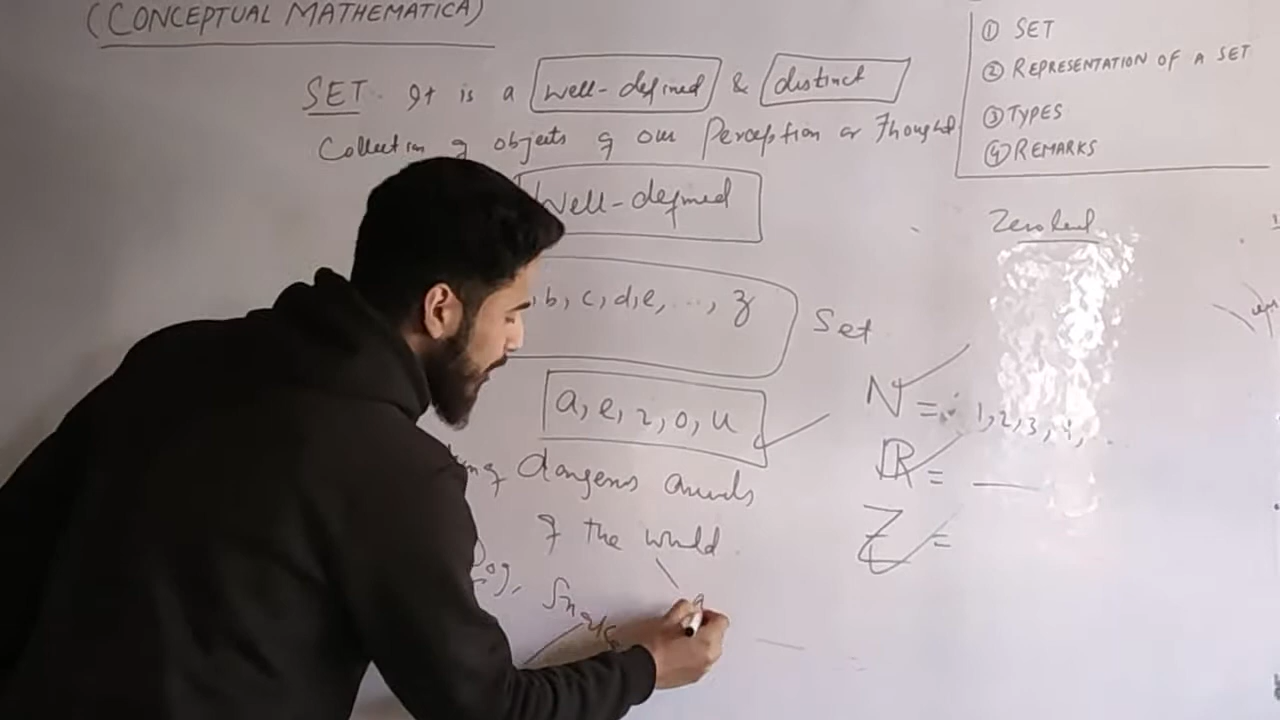 (CONCEPTUAL MATHEMATICA)
SET. It is a well-defined & distinct
Collection of objects of our Perception or Thought
① SET
② REPRESENTATION OF A SET
③ TYPES
④ REMARKS
Well-defined
b, c, d, e, ..., z Set
a, e, i, o, u
dangerous animals
of the world
Snake
Zero level
N = 1, 2, 3, 4, ..
R =
Z =